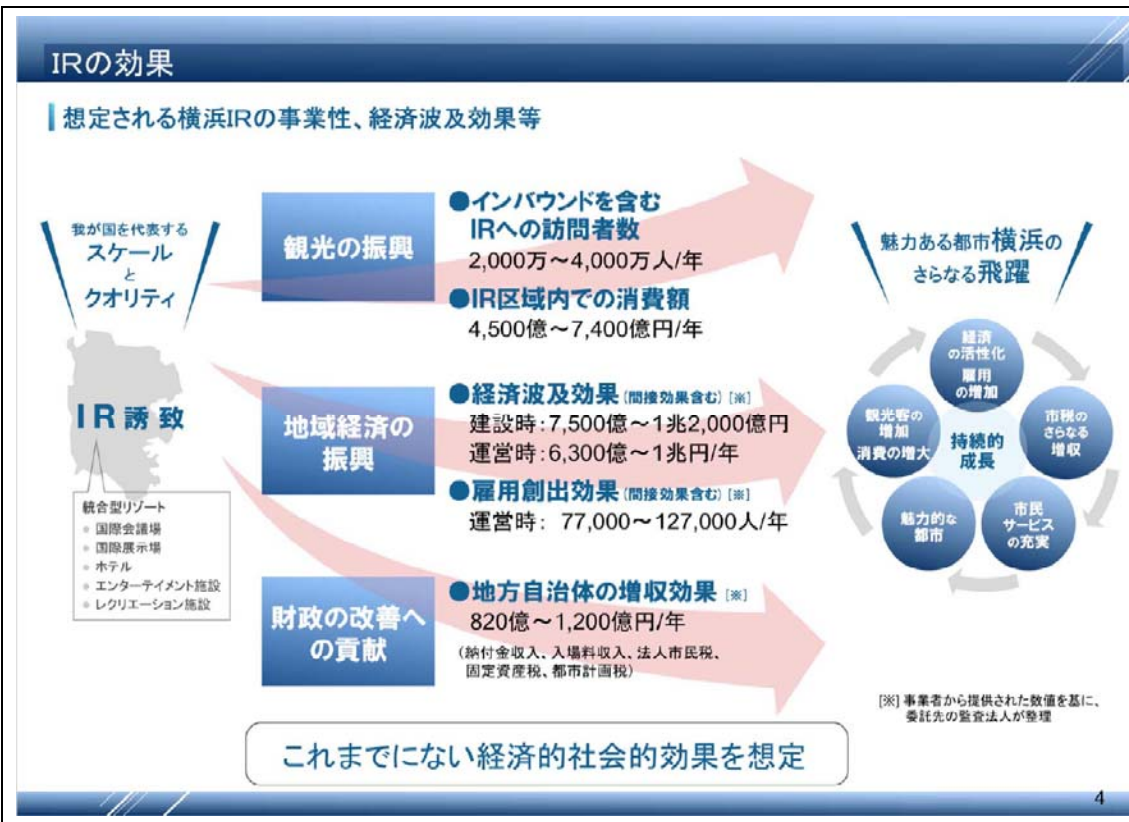 IRの効果
想定される横浜IRの事業性、経済波及効果等
我が国を代表する
スケール
と
クオリティ
IR誘致
統合型リゾート
国際会議場
国際展示場
ホテル
エンターテイメント施設
レクリエーション施設
観光の振興
●インバウンドを含む
IRへの訪問者数
2,000万～4,000万人/年
●IR区域内での消費額
4,500億～7,400億円/年
地域経済の
振興
●経済波及効果(間接効果含む)[※]
建設時:7,500億～1兆2,000億円
運営時:6,300億～1兆円/年
●雇用創出効果(間接効果含む)[※]
運営時: 77,000～127,000人/年
財政の改善へ
の貢献
●地方自治体の増収効果 [※]
820億～1,200億円/年
(納付金収入、入場料収入、法人市民税、
固定資産税、都市計画税)
魅力ある都市横浜の
さらなる飛躍
経済
の活性化
雇用
の増加
市税の
さらなる
増収
市民
サービス
の充実
魅力的な
都市
観光客の
増加
消費の増大
持続的
成長
[※] 事業者から提供された数値を基に、
委託先の監査法人が整理
これまでにない経済的社会的効果を想定
4